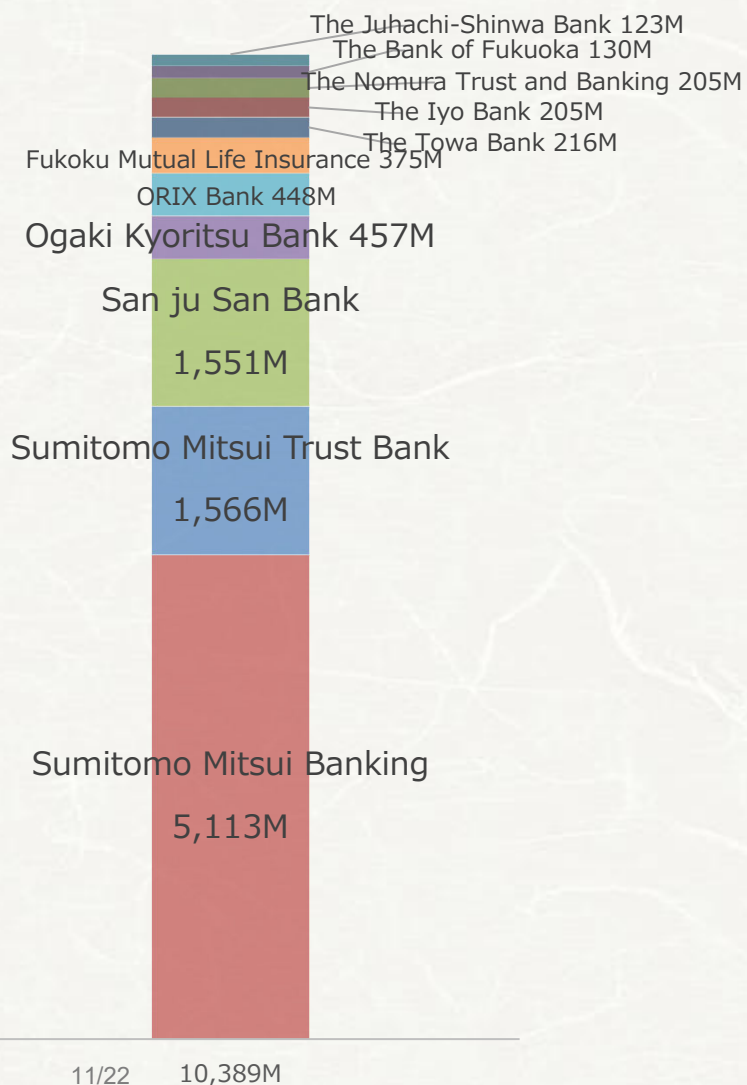 The Juhachi-Shinwa Bank 123M
The Bank of Fukuoka 130M
The Nomura Trust and Banking 205M
The Iyo Bank 205M
The Towa Bank 216M
Fukoku Mutual Life Insurance 375M
ORIX Bank 448M
Ogaki Kyoritsu Bank 457M
San ju San Bank
1,551M
Sumitomo Mitsui Trust Bank
1,566M
Sumitomo Mitsui Banking
5,113M
11/22 10,389M